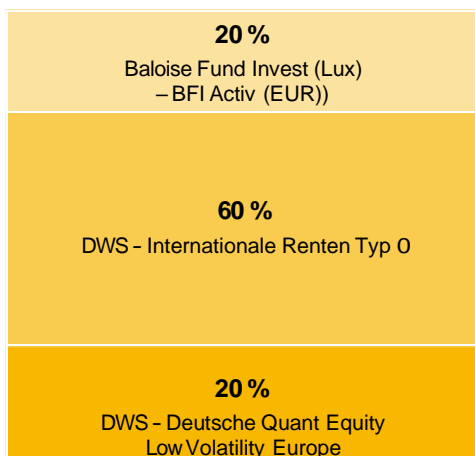 20 %
Baloise Fund Invest (Lux)
– BFI Activ (EUR))
60 %
DWS - Internationale Renten Typ O
20 %
DWS - Deutsche Quant Equity
Low Volatility Europe